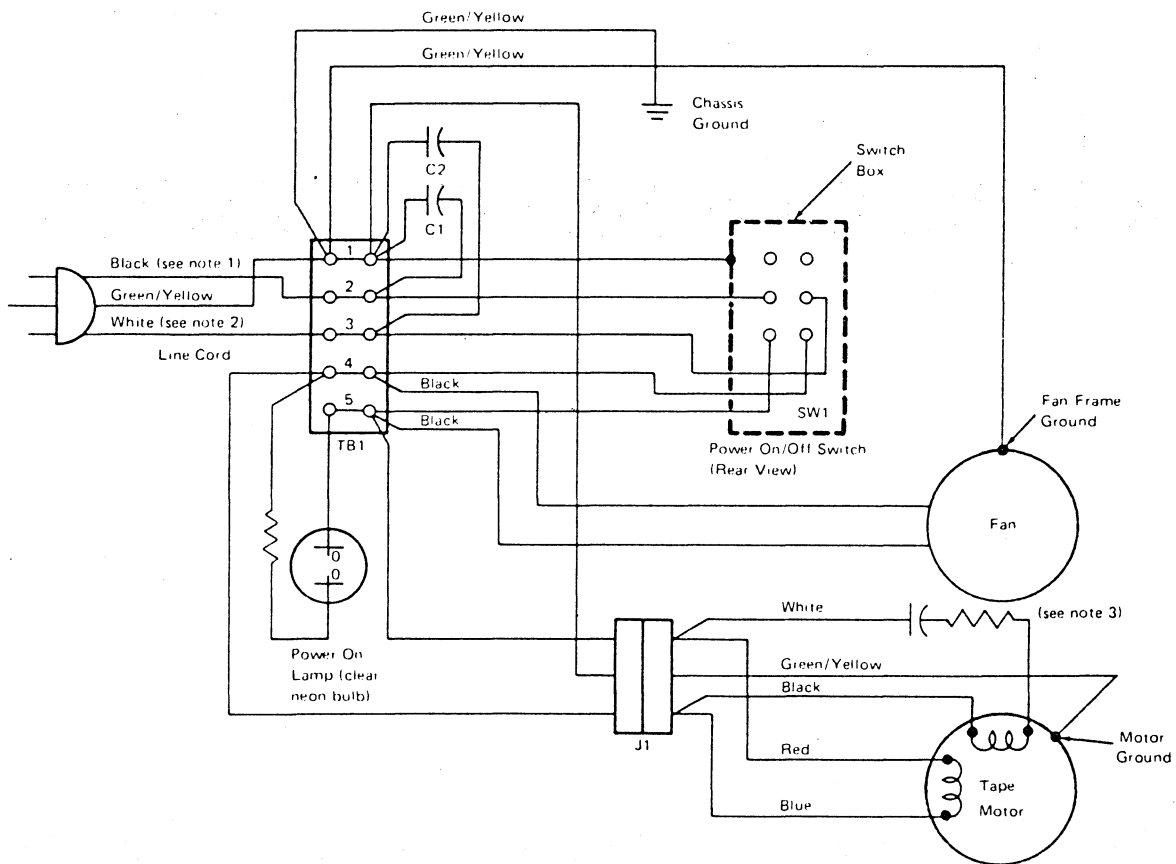 Green/Yellow
Green/Yellow
Chassis
Ground
C2
C1
Switch
Box
1
2
3
4
5
TB1
Black (see note 1)
Green/Yellow
White (see note 2)
Line Cord
Black
Black
SW1
Power On/Off Switch
(Rear View)
Fan Frame
Ground
Fan
0
0
Power On
Lamp (clear
neon bulb)
White
(see note 3)
Green/Yellow
Black
J1
Red
Blue
Tape
Motor
Motor
Ground